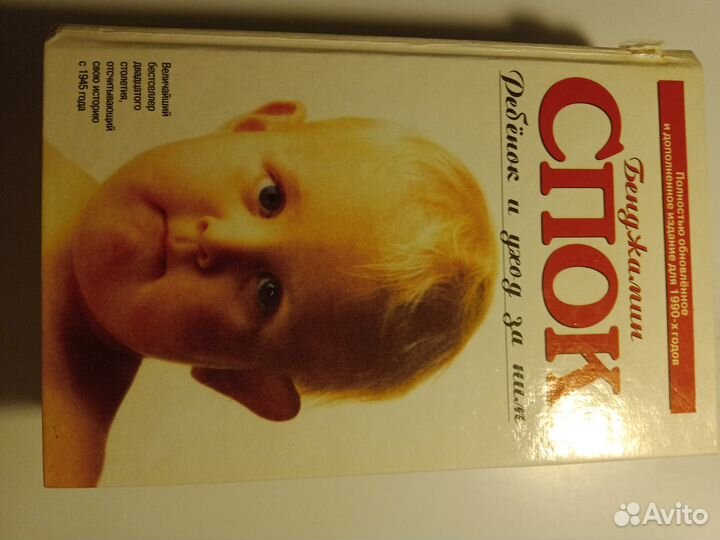 Полностью обновлённое
и дополненное издание для 1990-х годов
Бенджамин
СПОК
Ребёнок и уход за ним
Величайший
бестселлер
двадцатого
столетия,
отсчитывающий
свою историю
с 1945 года
Avito